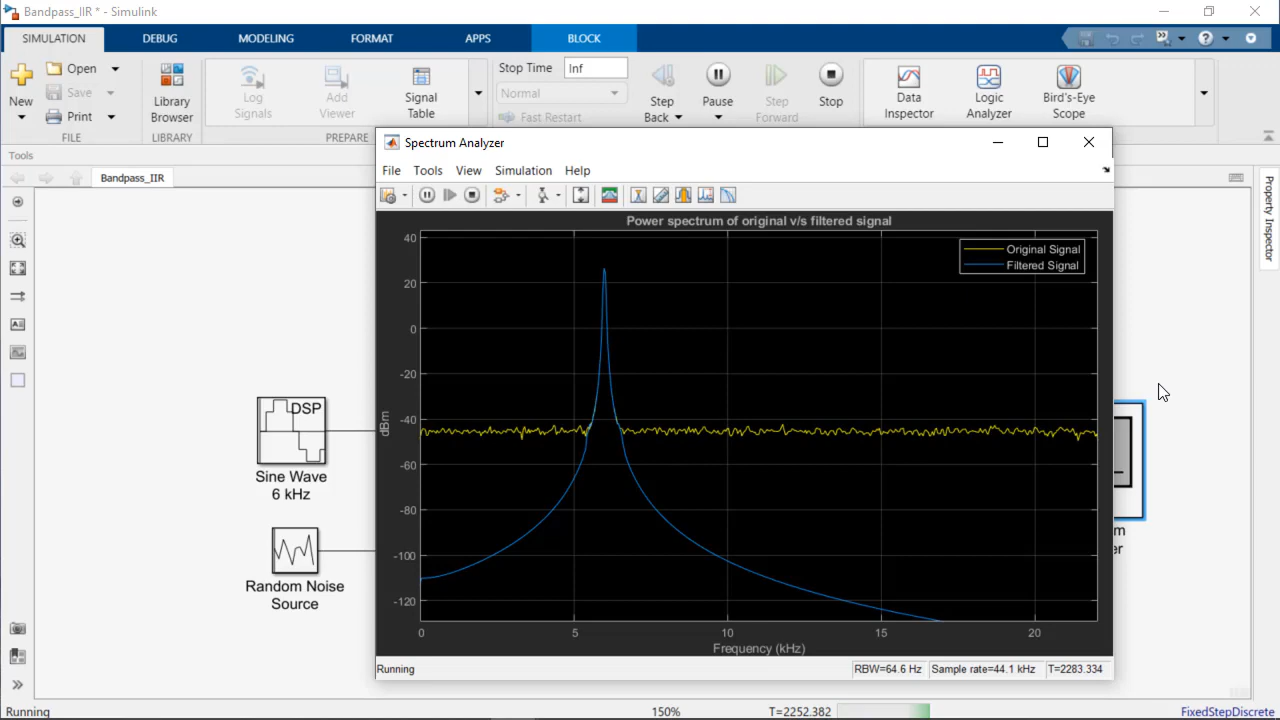 Bandpass_IIR * - Simulink
SIMULATION DEBUG MODELING FORMAT APPS BLOCK
New
Open
Save
Print
FILE
Library
Browser
LIBRARY
Log
Signals
Add
Viewer
Signal
Table
PREPARE
Stop Time Inf
Normal
Fast Restart
Step
Back
Pause
Step
Forward
Stop
Data
Inspector
Logic
Analyzer
Bird's-Eye
Scope
Tools
Bandpass_IIR
Property Inspector
Spectrum Analyzer
File Tools View Simulation Help
Power spectrum of original v/s filtered signal
Original Signal
Filtered Signal
40
20
0
-20
-40
-60
-80
-100
-120
dBm
0 5 10 15 20
Frequency (kHz)
Running RBW=64.6 Hz Sample rate=44.1 kHz T=2283.334
DSP
Sine Wave
6 kHz
Random Noise
Source
m
er
Running 150% T=2252.382 FixedStepDiscrete